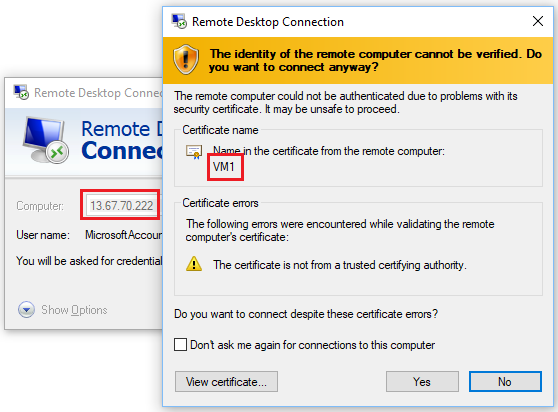 Remote Desktop Connec
Remote D
Connec
Computer:
13.67.70.222
User name:
MicrosoftAccoun
You will be asked for credential
Show Options
Remote Desktop Connection
The identity of the remote computer cannot be verified. Do
you want to connect anyway?
The remote computer could not be authenticated due to problems with its
security certificate. It may be unsafe to proceed.
Certificate name
Name in the certificate from the remote computer:
VM1
Certificate errors
The following errors were encountered while validating the remote
computer's certificate:
The certificate is not from a trusted certifying authority.
Do you want to connect despite these certificate errors?
Don't ask me again for connections to this computer
View certificate...
Yes
No